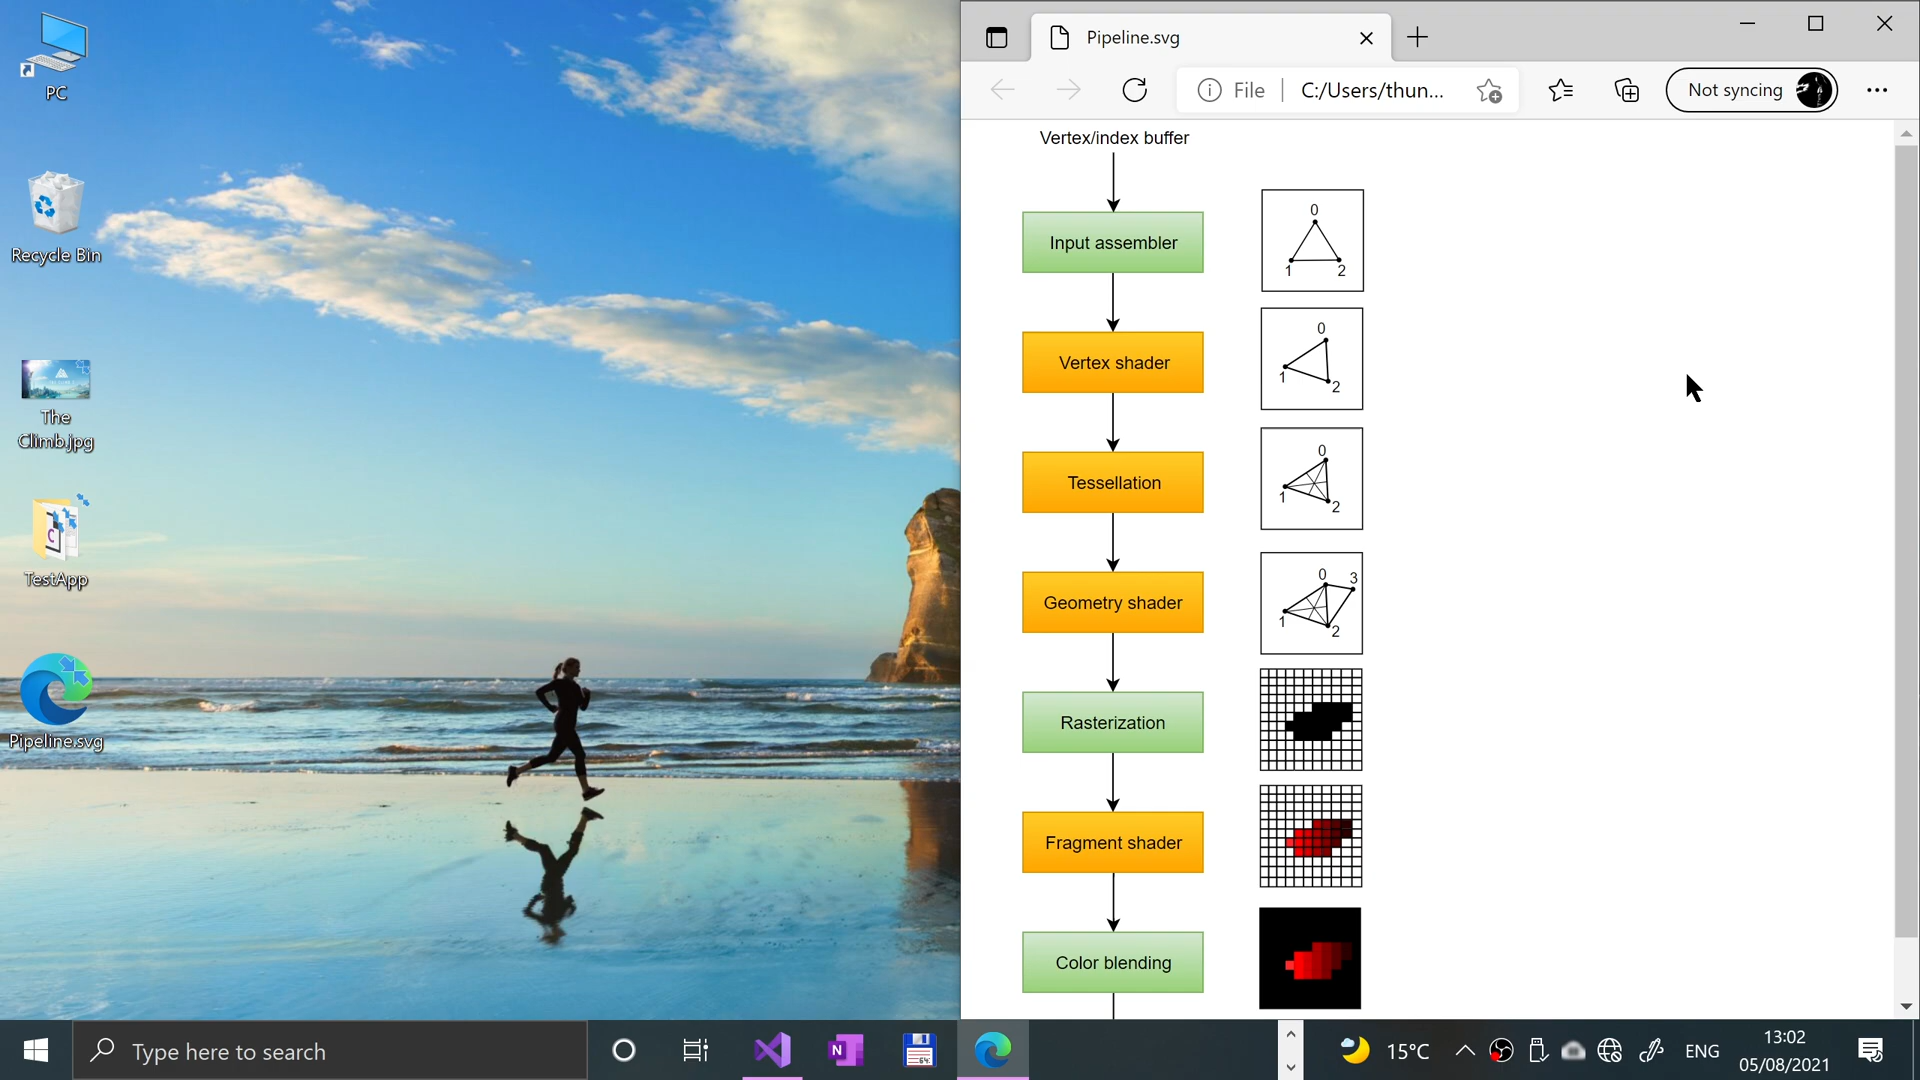 PC
Recycle Bin
The
Climb.jpg
TestApp
Pipeline.svg
Pipeline.svg
File
C:/Users/thun...
Not syncing
Vertex/index buffer
Input assembler
0
1 2
Vertex shader
0
1
2
Tessellation
0
1
2
Geometry shader
0 3
1
2
Rasterization
Fragment shader
Color blending
Type here to search
N
64
15°C
ENG
13:02
05/08/2021